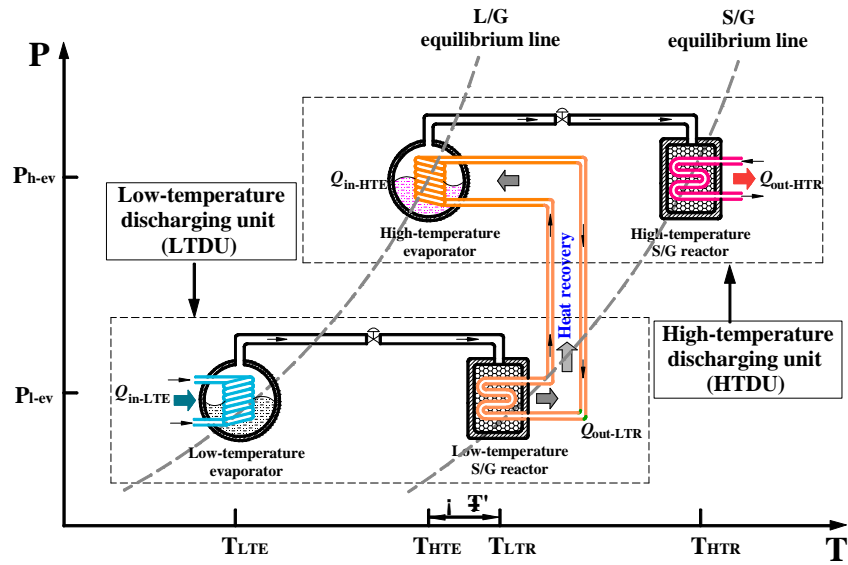 L/G
equilibrium line
S/G
equilibrium line
P
Ph-ev
Low-temperature
discharging unit
(LTDU)
Qin-HTE
High-temperature
evaporator
Qout-HTR
High-temperature
S/G reactor
Heat recovery
High-temperature
discharging unit
(HTDU)
Pl-ev
Qin-LTE
Low-temperature
evaporator
Low-temperature
S/G reactor
Qout-LTR
T'
TLTE
THTE
TLTR
THTR
T